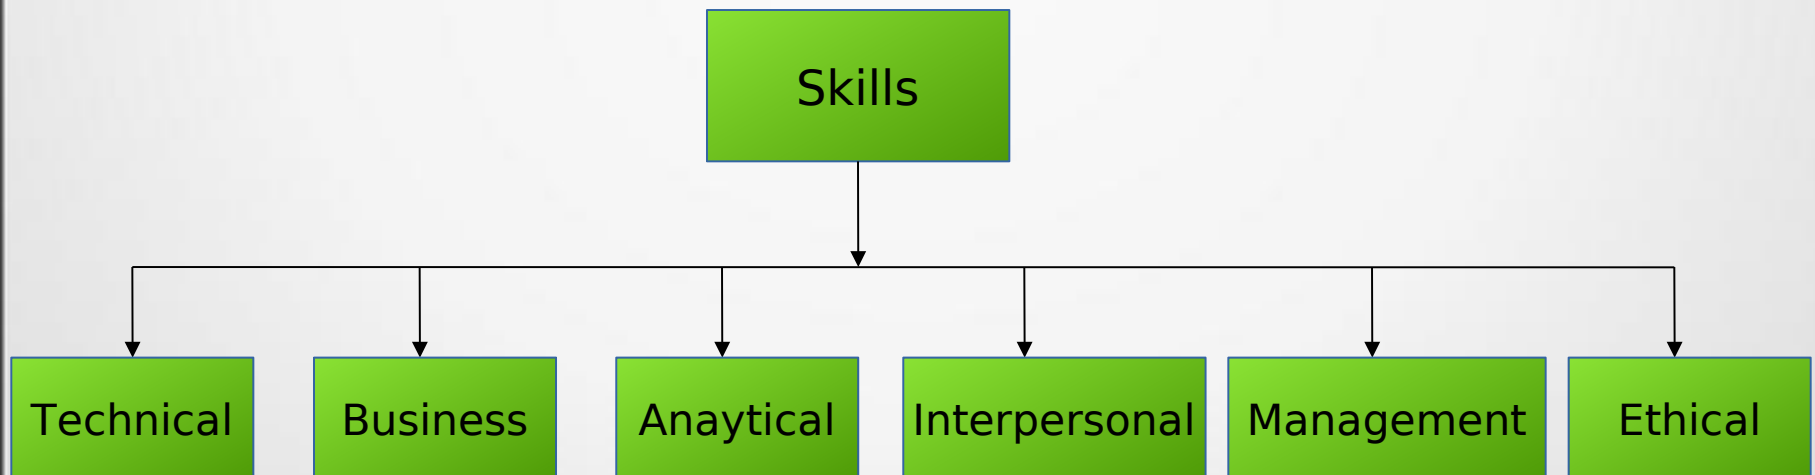 Skills
Technical
Business
Anaytical
Interpersonal
Management
Ethical